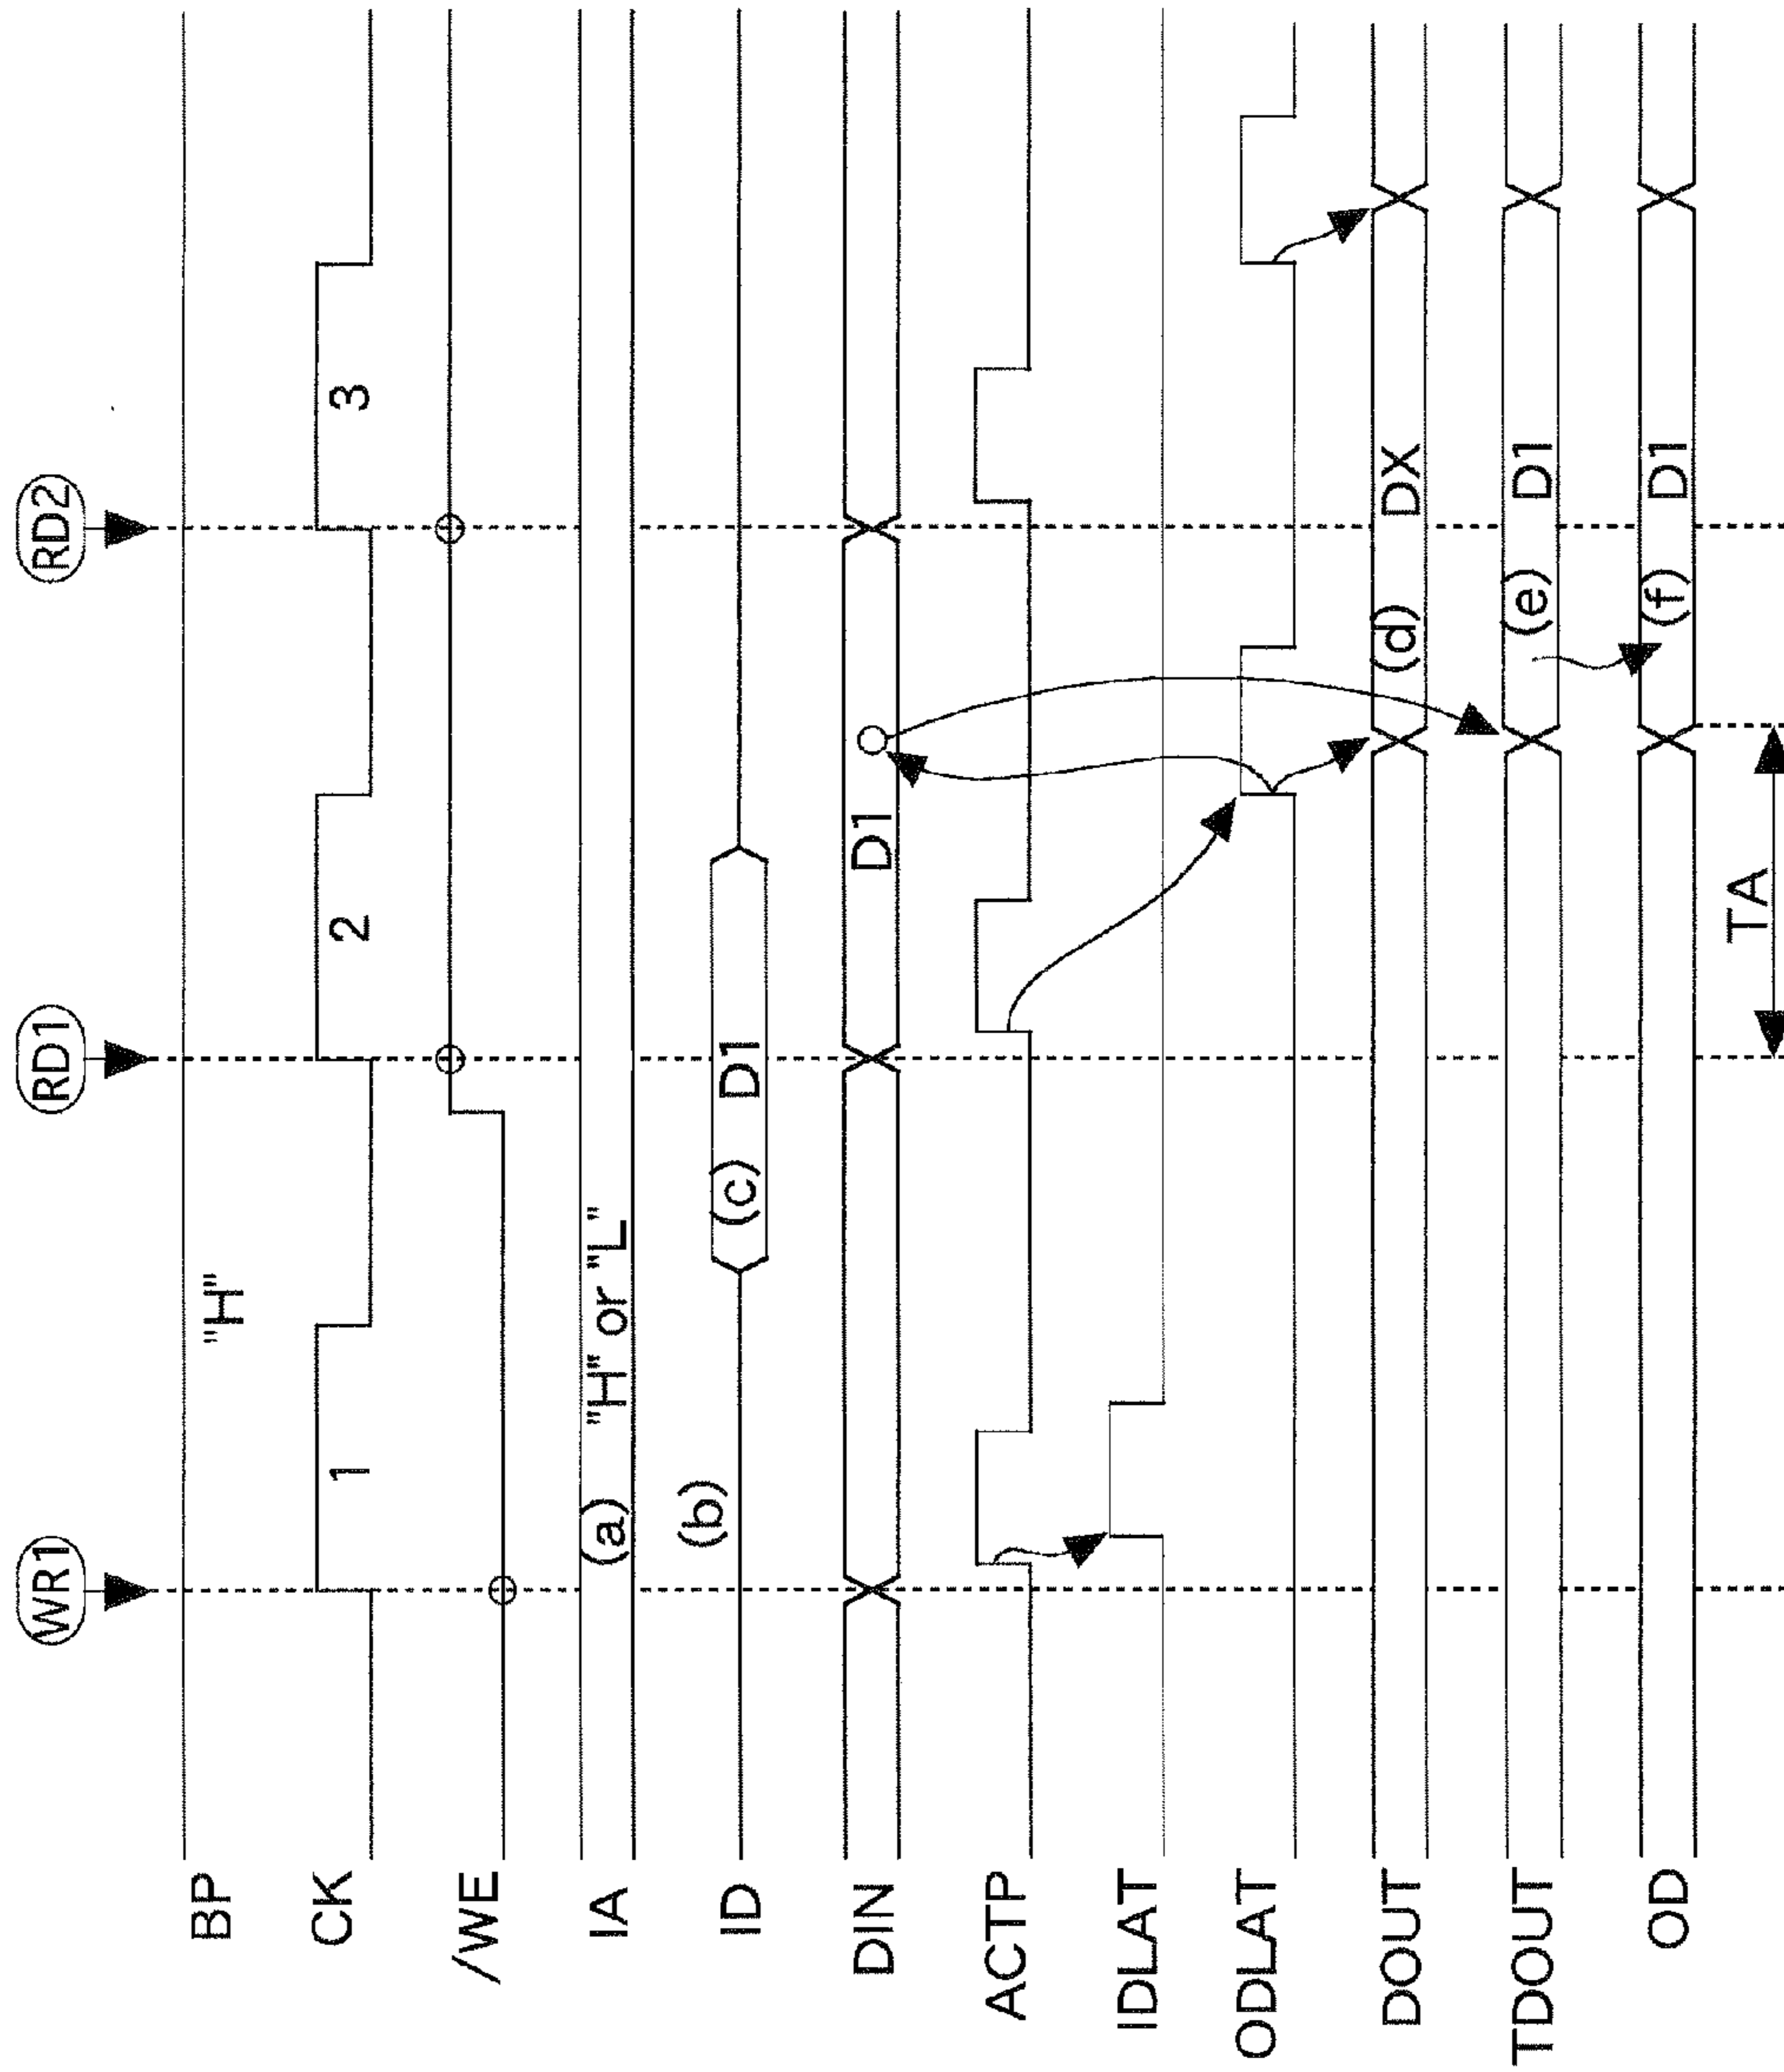 WR1 RD1 RD2
BP "H"
CK 1 2 3
/WE
IA (a) "H" or "L"
ID (b) (c) D1
DIN D1
ACTP
IDLAT
ODLAT
DOUT (d) DX
TDOUT (e) D1
OD (f) D1
TA